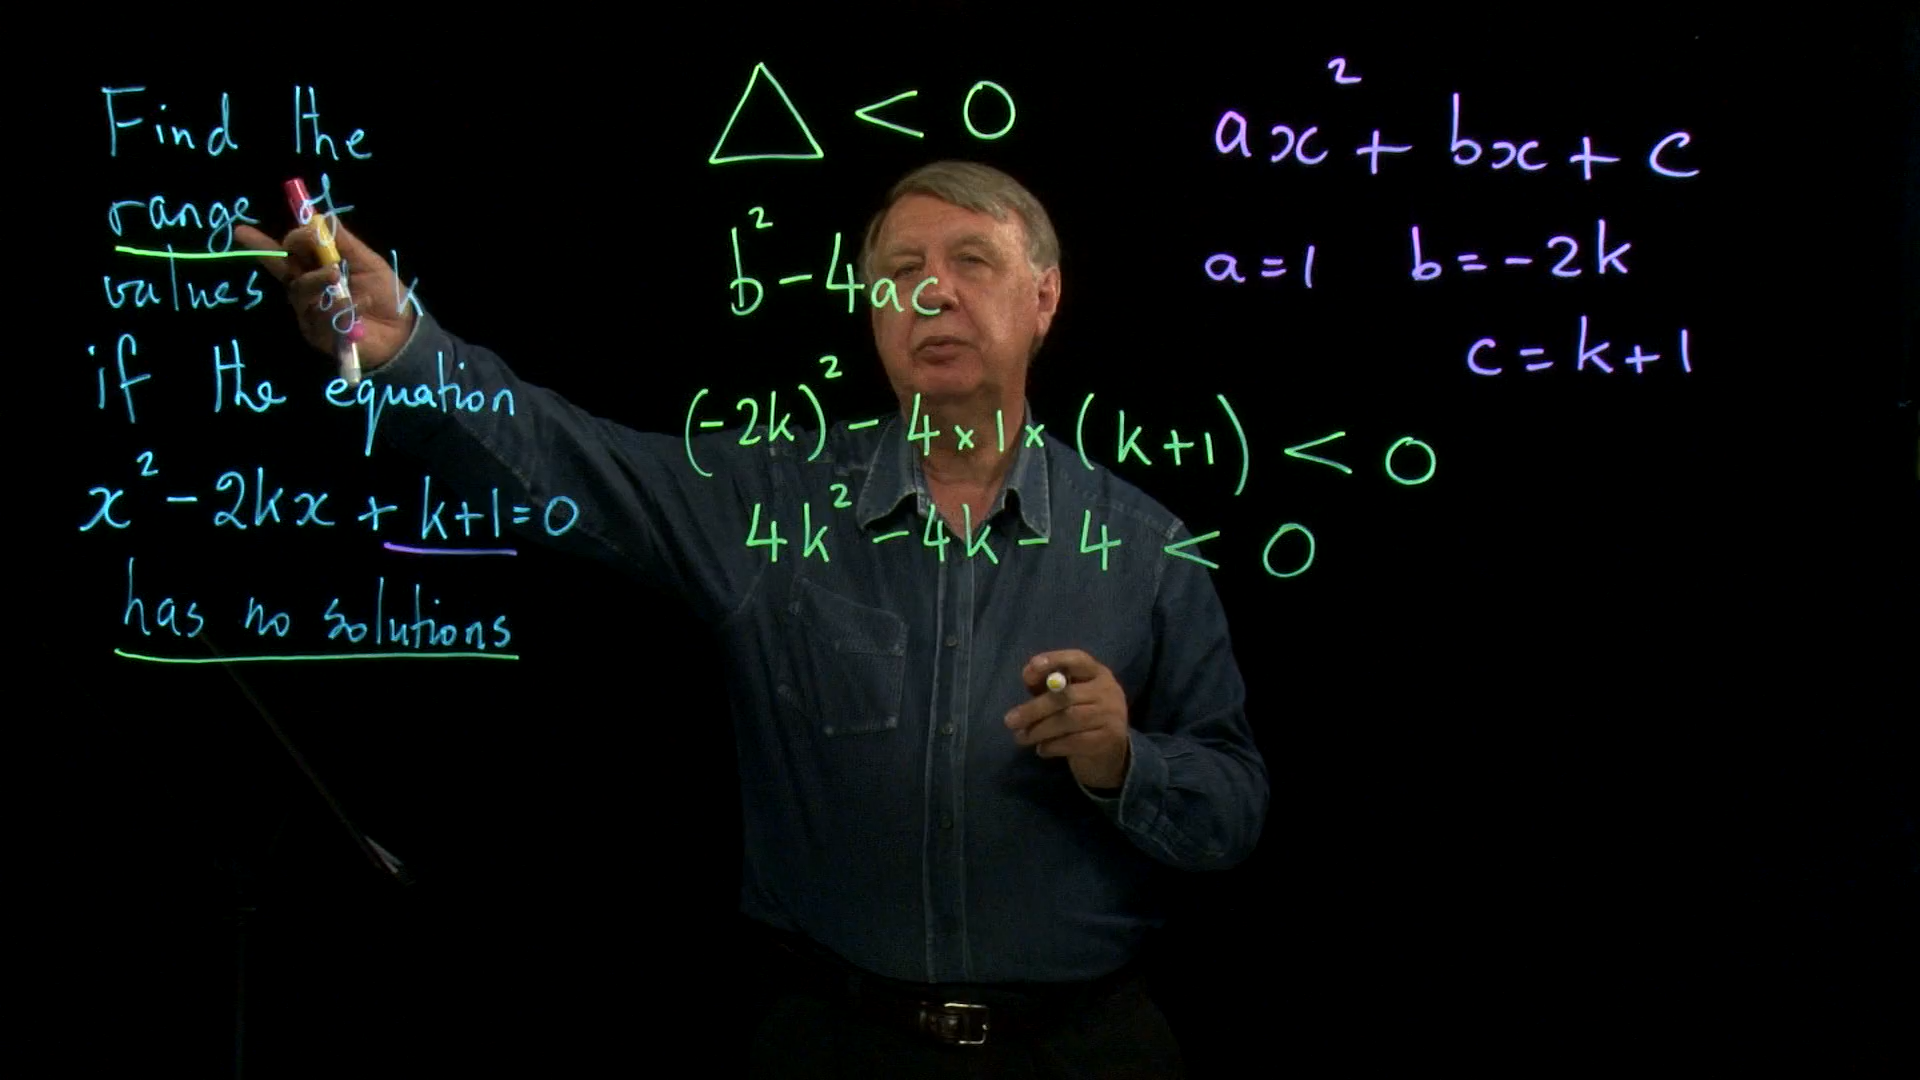 Find the
range of
values of k
if the equation
x² - 2kx + k+1 = 0
has no solutions
△ < 0
b² - 4ac
(-2k)² - 4 × 1 × (k+1) < 0
4k² - 4k - 4 < 0
ax² + bx + c
a = 1 b = -2k
c = k + 1